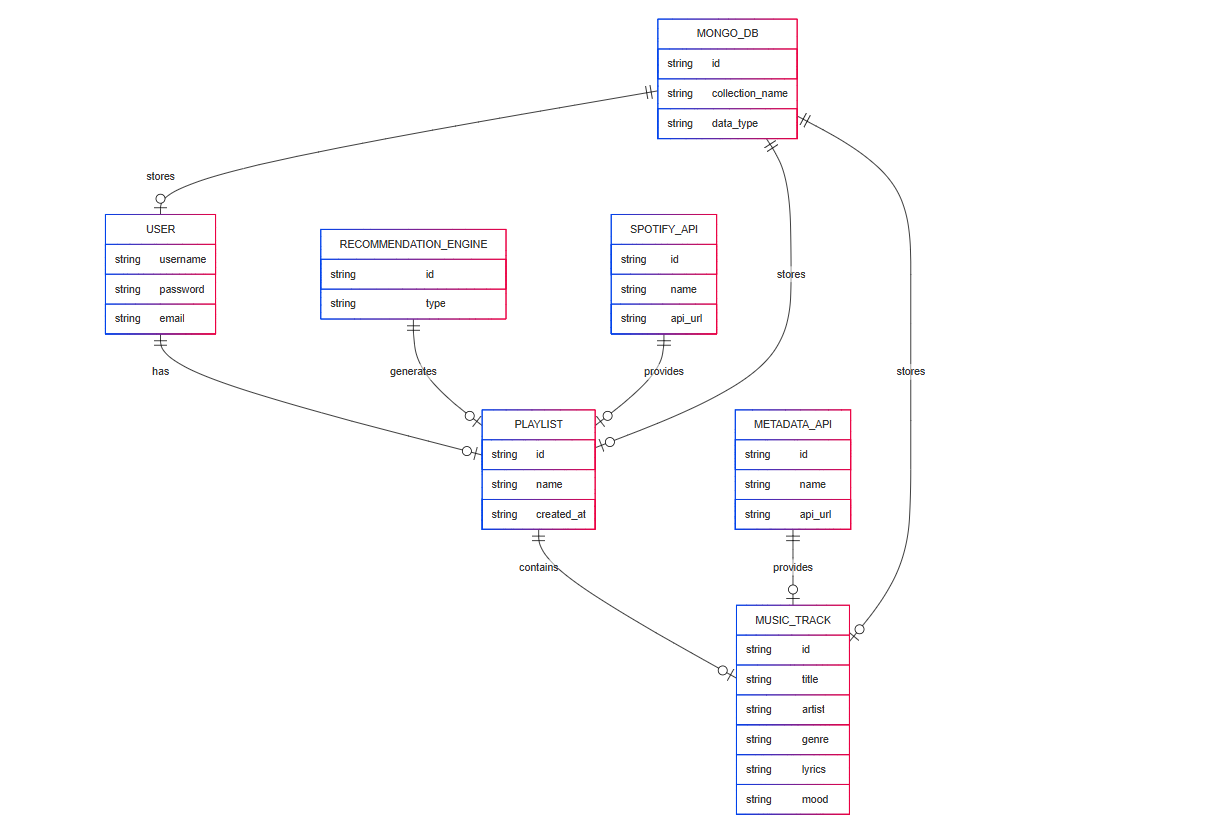 MONGO_DB
string id
string collection_name
string data_type
stores
USER
string username
string password
string email
RECOMMENDATION_ENGINE
string id
string type
SPOTIFY_API
string id
string name
string api_url
stores
has
generates
provides
stores
PLAYLIST
string id
string name
string created_at
METADATA_API
string id
string name
string api_url
contains
provides
MUSIC_TRACK
string id
string title
string artist
string genre
string lyrics
string mood